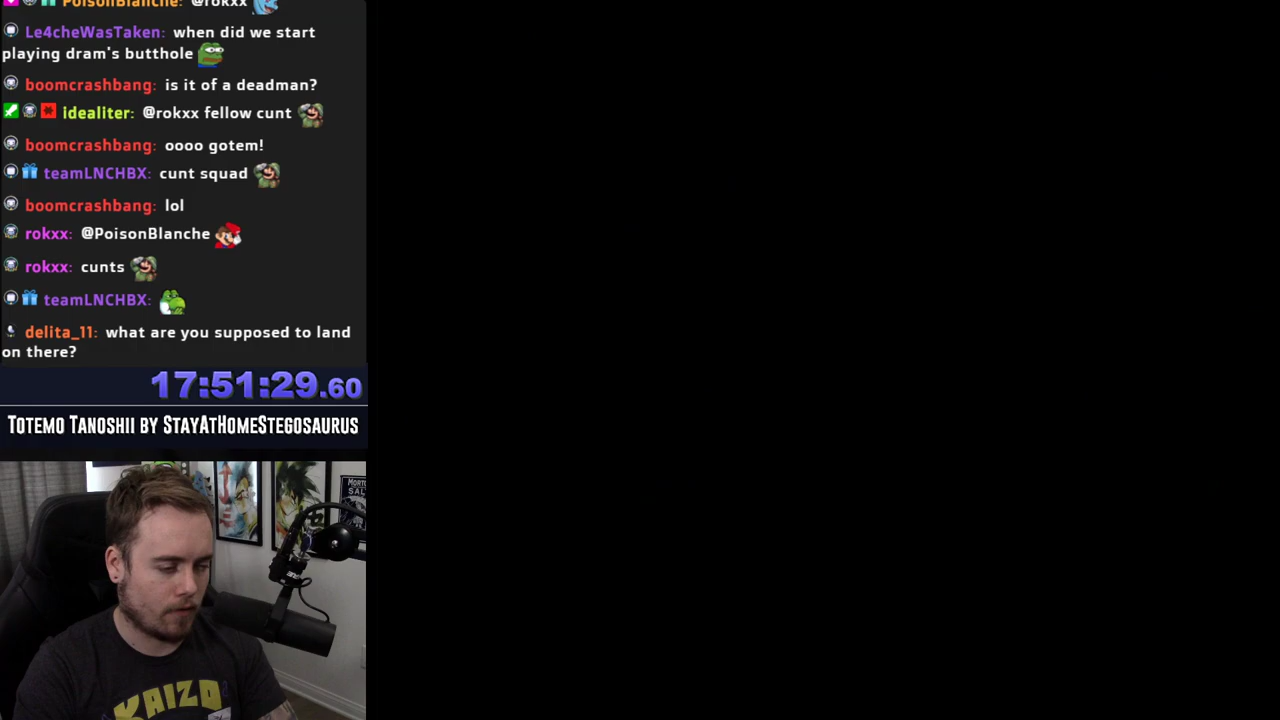 PoisonBlanche: @rokxx
Le4cheWasTaken: when did we start
playing dram's butthole
boomcrashbang: is it of a deadman?
idealiter: @rokxx fellow cunt
boomcrashbang: oooo gotem!
teamLNCHBX: cunt squad
boomcrashbang: lol
rokxx: @PoisonBlanche
rokxx: cunts
teamLNCHBX:
delita_11: what are you supposed to land
on there?
17:51:29.60
Totemo Tanoshii by StayAtHomeStegosaurus
MORTON
SAL
KAIZO